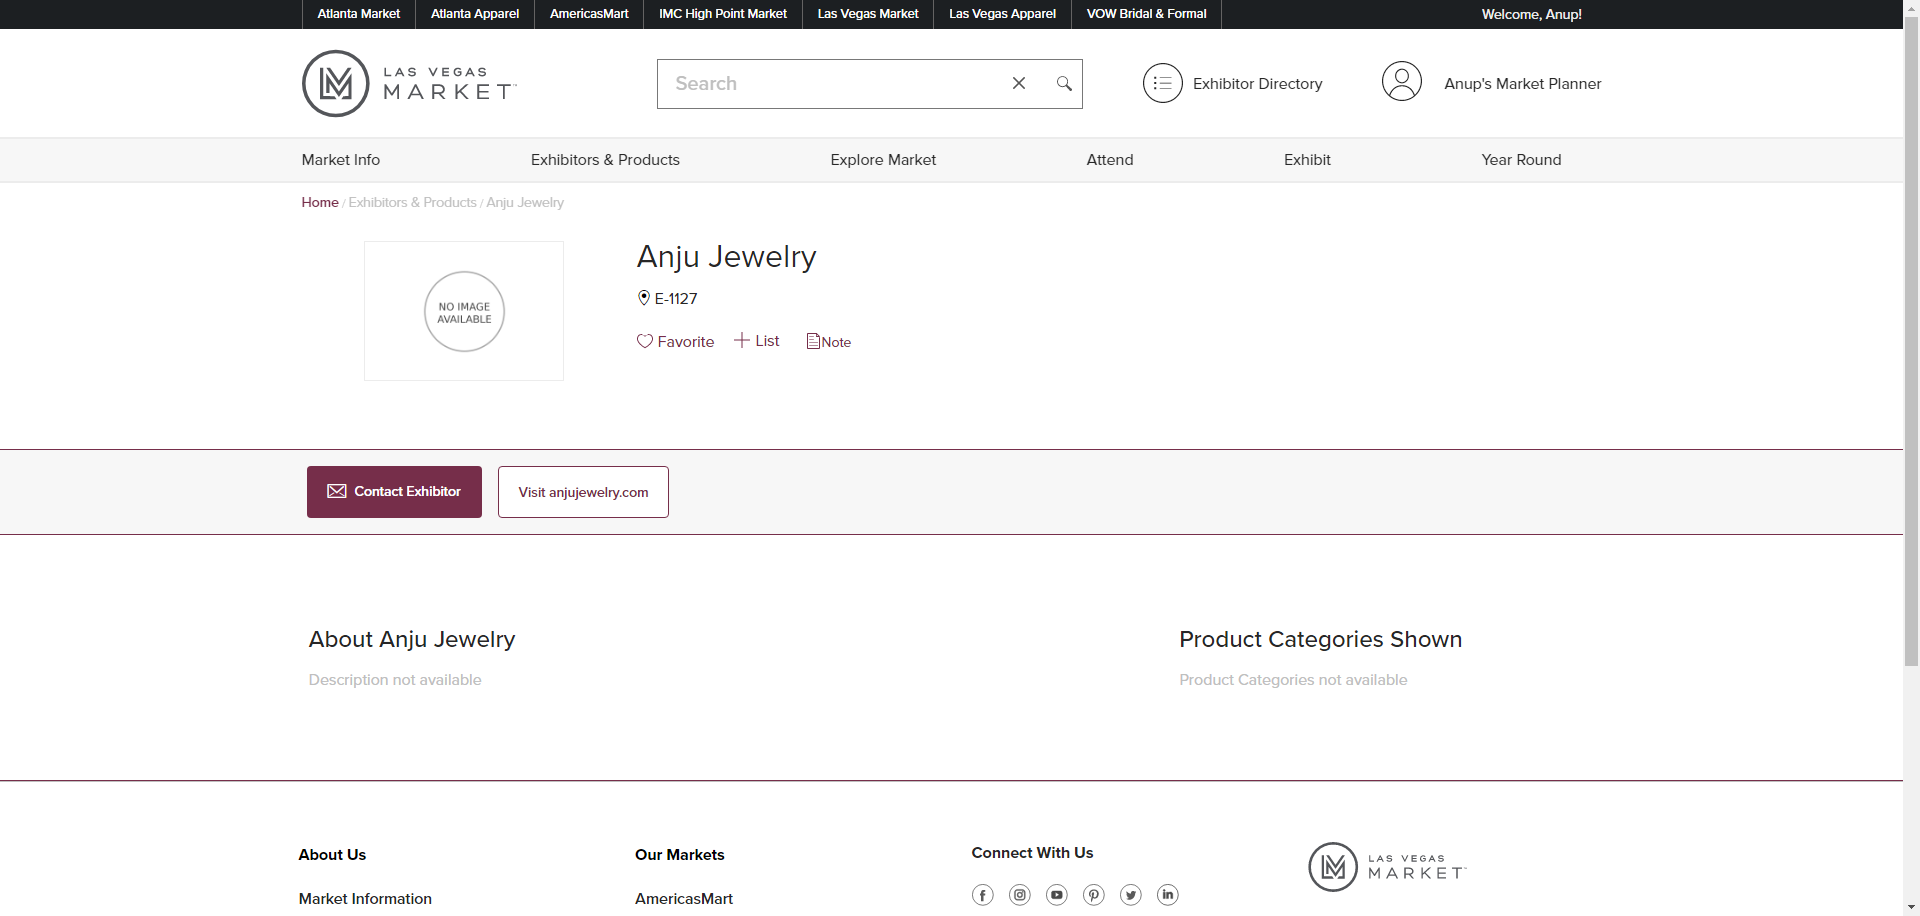 Atlanta Market Atlanta Apparel AmericasMart IMC High Point Market Las Vegas Market Las Vegas Apparel VOW Bridal & Formal Welcome, Anup!
LAS VEGAS
MARKET
Search
Exhibitor Directory
Anup's Market Planner
Market Info Exhibitors & Products Explore Market Attend Exhibit Year Round
Home / Exhibitors & Products / Anju Jewelry
NO IMAGE
AVAILABLE
Anju Jewelry
E-1127
Favorite List Note
Contact Exhibitor Visit anjujewelry.com
About Anju Jewelry
Description not available
Product Categories Shown
Product Categories not available
About Us
Market Information
Our Markets
AmericasMart
Connect With Us
LAS VEGAS
MARKET